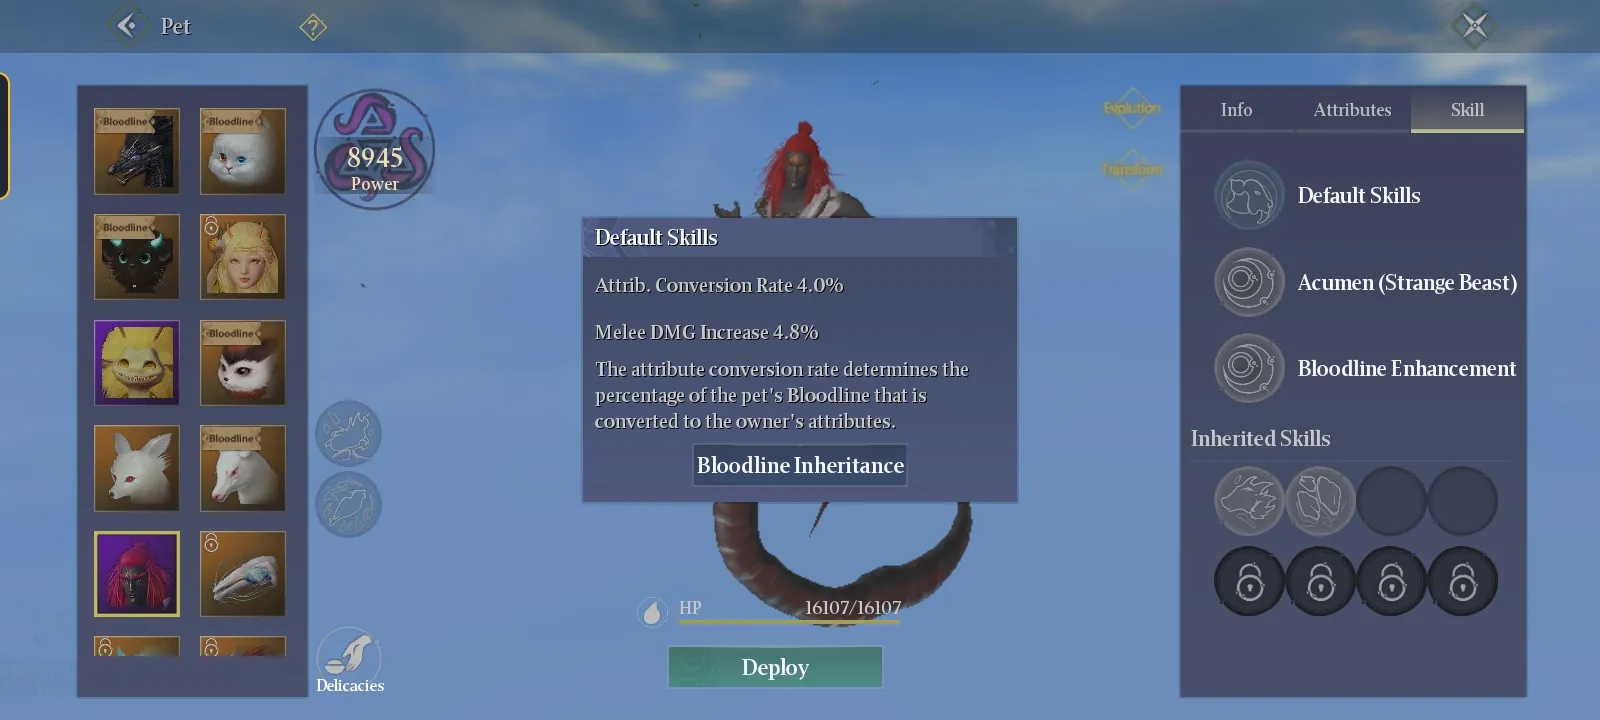 Pet
?
Bloodline
Bloodline
Bloodline
Bloodline
Bloodline
8945
Power
Delicacies
Evolution
Transform
Default Skills
Attrib. Conversion Rate 4.0%
Melee DMG Increase 4.8%
The attribute conversion rate determines the
percentage of the pet's Bloodline that is
converted to the owner's attributes.
Bloodline Inheritance
HP 16107/16107
Deploy
Info Attributes Skill
Default Skills
Acumen (Strange Beast)
Bloodline Enhancement
Inherited Skills